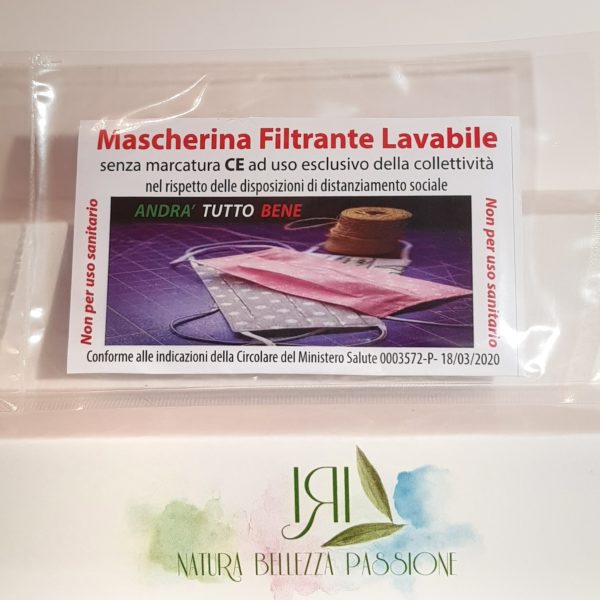 Mascherina Filtrante Lavabile
senza marcatura CE ad uso esclusivo della collettività
nel rispetto delle disposizioni di distanziamento sociale
Non per uso sanitario
ANDRA' TUTTO BENE
Non per uso sanitario
Conforme alle indicazioni della Circolare del Ministero Salute 0003572-P- 18/03/2020
IRI
NATURA BELLEZZA PASSIONE